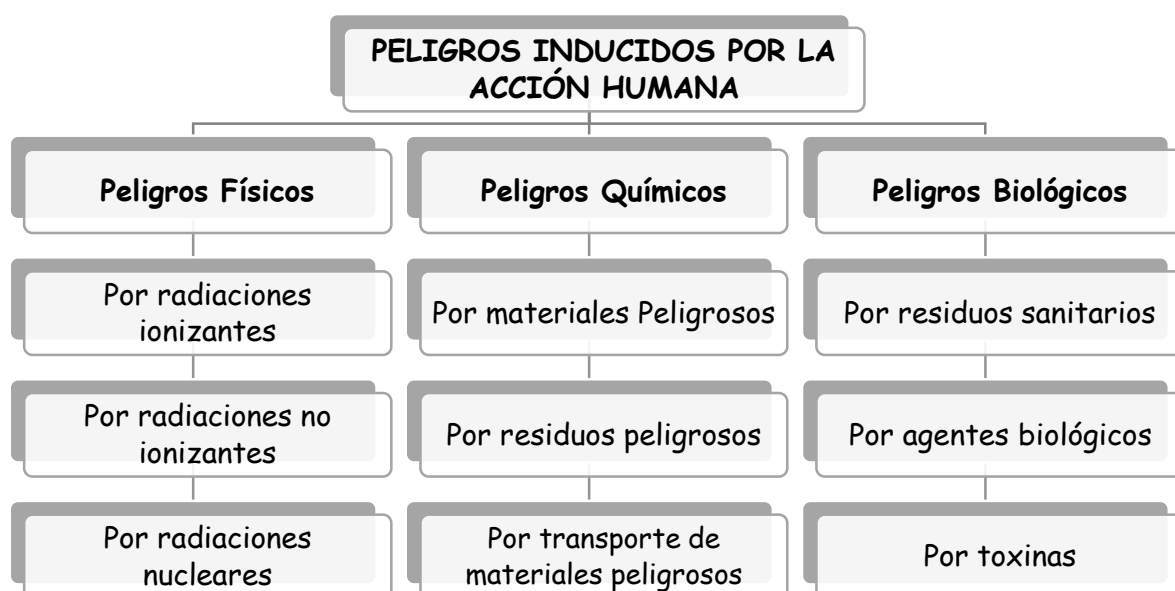 PELIGROS INDUCIDOS POR LA
ACCIÓN HUMANA
Peligros Físicos
Por radiaciones
ionizantes
Por radiaciones no
ionizantes
Por radiaciones
nucleares
Peligros Químicos
Por materiales Peligrosos
Por residuos peligrosos
Por transporte de
materiales peligrosos
Peligros Biológicos
Por residuos sanitarios
Por agentes biológicos
Por toxinas